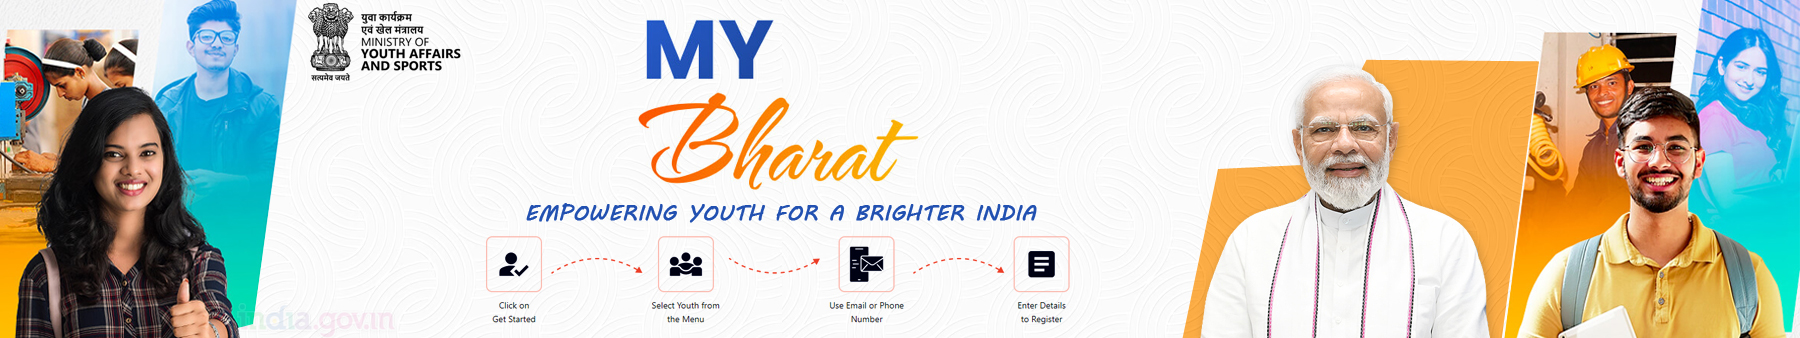 युवा कार्यक्रम
एवं खेल मंत्रालय
MINISTRY OF
YOUTH AFFAIRS
AND SPORTS
सत्यमेव जयते
MY
Bharat
EMPOWERING YOUTH FOR A BRIGHTER INDIA
Click on
Get Started
Select Youth from
the Menu
Use Email or Phone
Number
Enter Details
to Register
india.gov.in